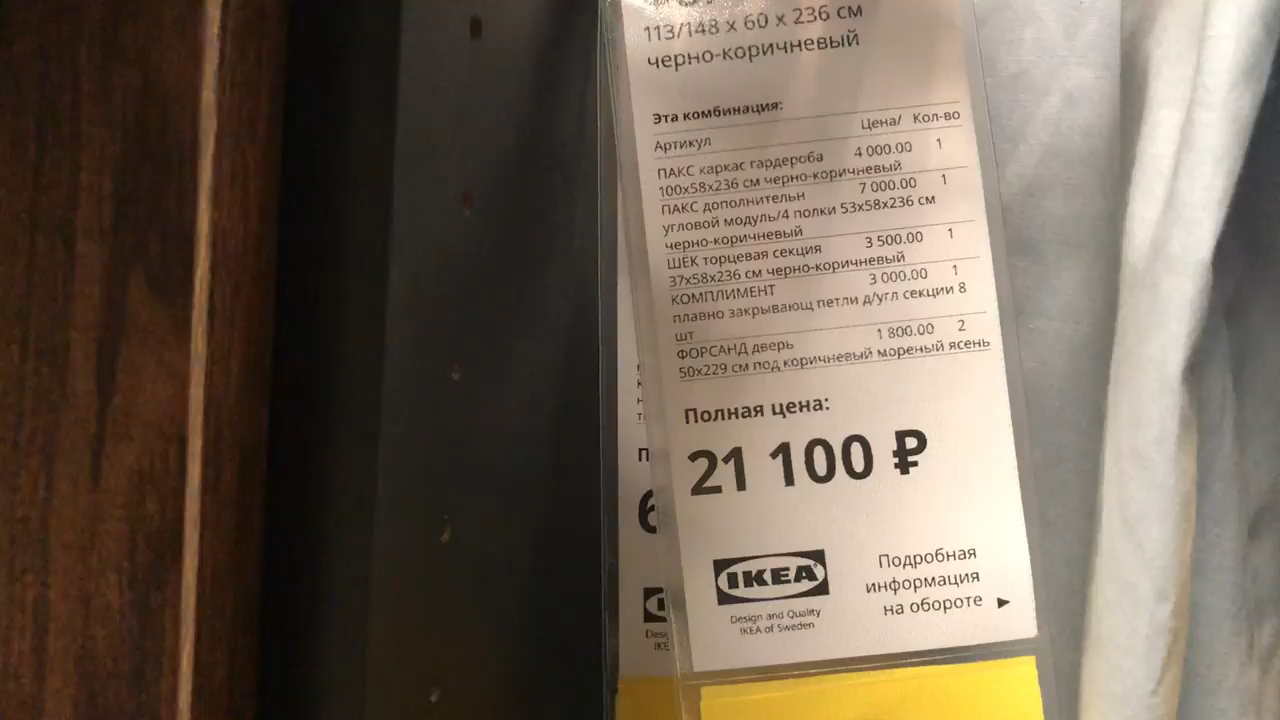 113/148 x 60 x 236 см
черно-коричневый
Эта комбинация:
Артикул Цена/ Кол-во
ПАКС каркас гардероба 4 000.00 1
100x58x236 см черно-коричневый
ПАКС дополнительн 7 000.00 1
угловой модуль/4 полки 53x58x236 см
черно-коричневый
ШЕК торцевая секция 3 500.00 1
37x58x236 см черно-коричневый
КОМПЛИМЕНТ 3 000.00 1
плавно закрывающ петли д/угл секции 8
шт
ФОРСАНД дверь 1 800.00 2
50x229 см под коричневый мореный ясень
Полная цена:
21 100 ₽
IKEA
Design and Quality
IKEA of Sweden
Подробная
информация
на обороте